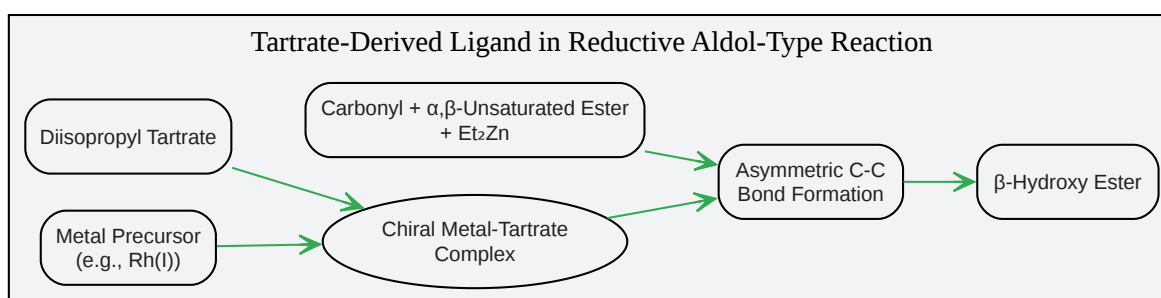 Tartrate-Derived Ligand in Reductive Aldol-Type Reaction
Diisopropyl Tartrate
Carbonyl + α,β-Unsaturated Ester
+ Et₂Zn
Metal Precursor
(e.g., Rh(I))
Chiral Metal-Tartrate
Complex
Asymmetric C-C
Bond Formation
β-Hydroxy Ester